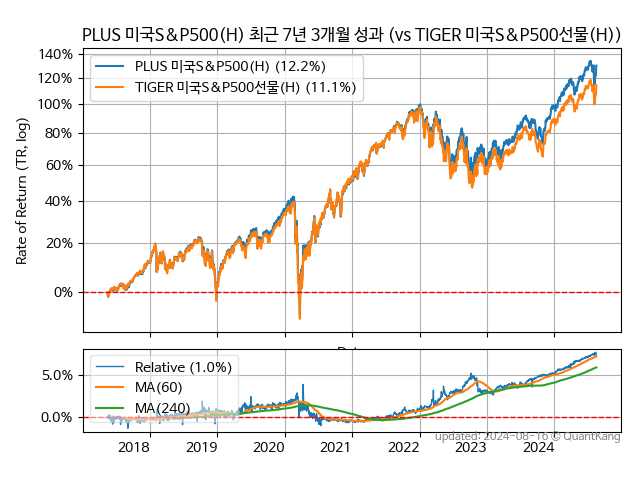 PLUS 미국S&P500(H) 최근 7년 3개월 성과 (vs TIGER 미국S&P500선물(H))
140%
120%
100%
80%
60%
40%
20%
0%
Rate of Return (TR, log)
PLUS 미국S&P500(H) (12.2%)
TIGER 미국S&P500선물(H) (11.1%)
5.0%
0.0%
Relative (1.0%)
MA(60)
MA(240)
2018
2019
2020
2021
2022
2023
2024
updated: 2024-08-16 © QuantKang